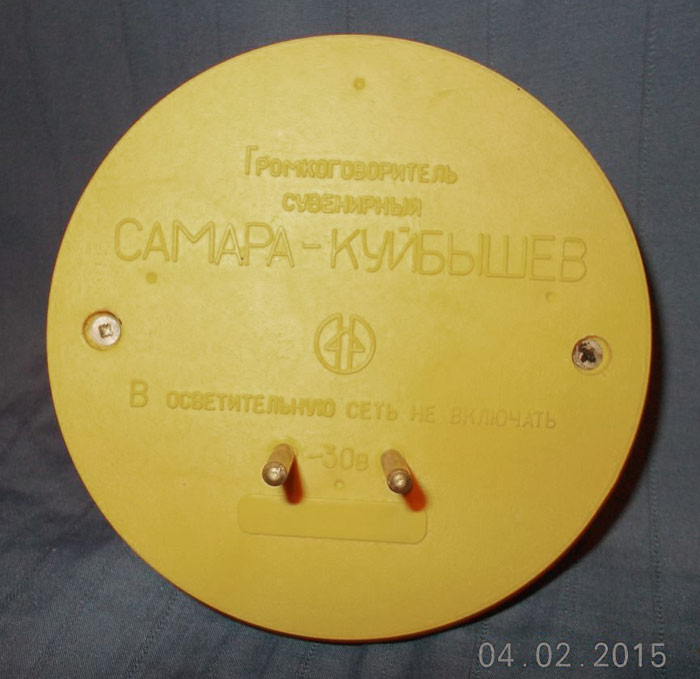 Громкоговоритель
сувенирный
САМАРА - КУЙБЫШЕВ
В осветительную сеть не включать
~30в
04.02.2015